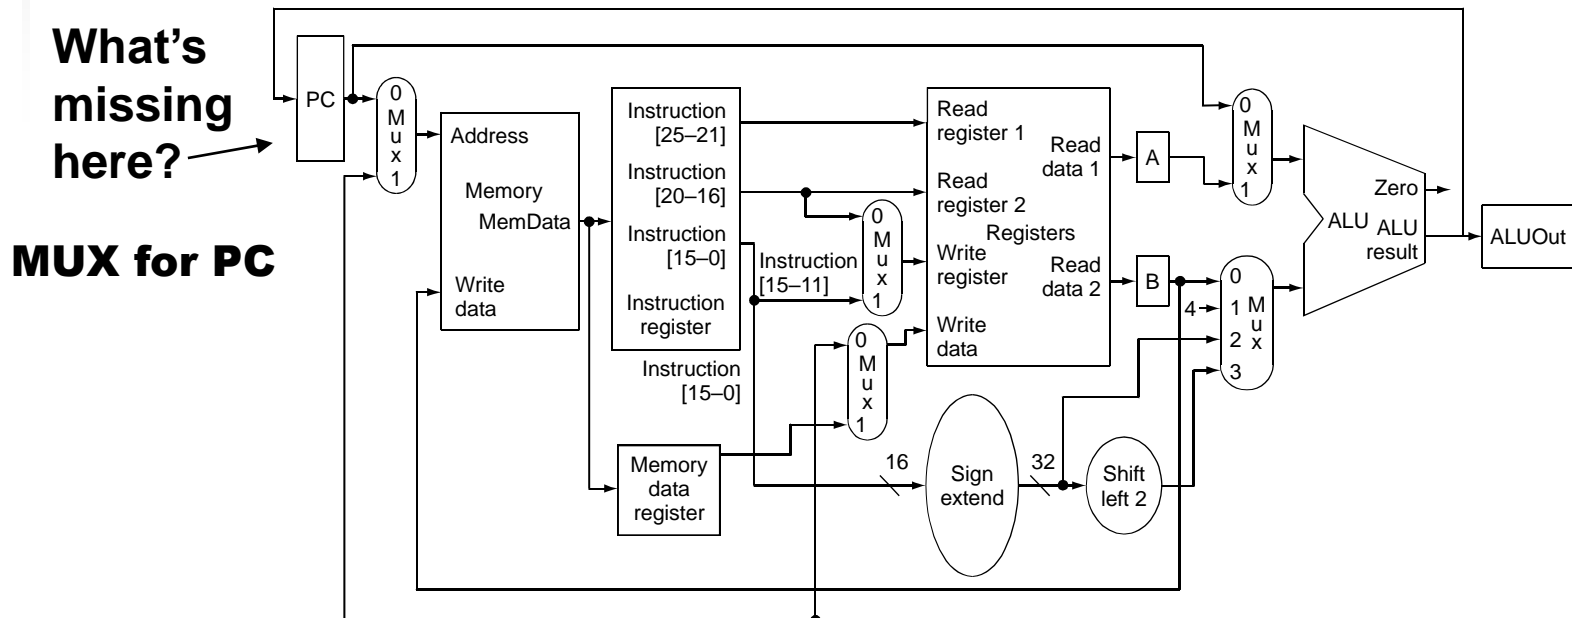 What's
missing
here?
MUX for PC
PC
0
M
u
x
1
Address
Memory
MemData
Write
data
Instruction
[25–21]
Instruction
[20–16]
Instruction
[15–0]
Instruction
register
Instruction
[15–11]
Instruction
[15–0]
0
M
u
x
1
0
M
u
x
1
Memory
data
register
Read
register 1
Read
register 2
Registers
Write
register
Write
data
Read
data 1
Read
data 2
16
Sign
extend
32
Shift
left 2
A
B
4
0
M
u
x
1
0
1 M
u
2 x
3
Zero
ALU ALU
result
ALUOut